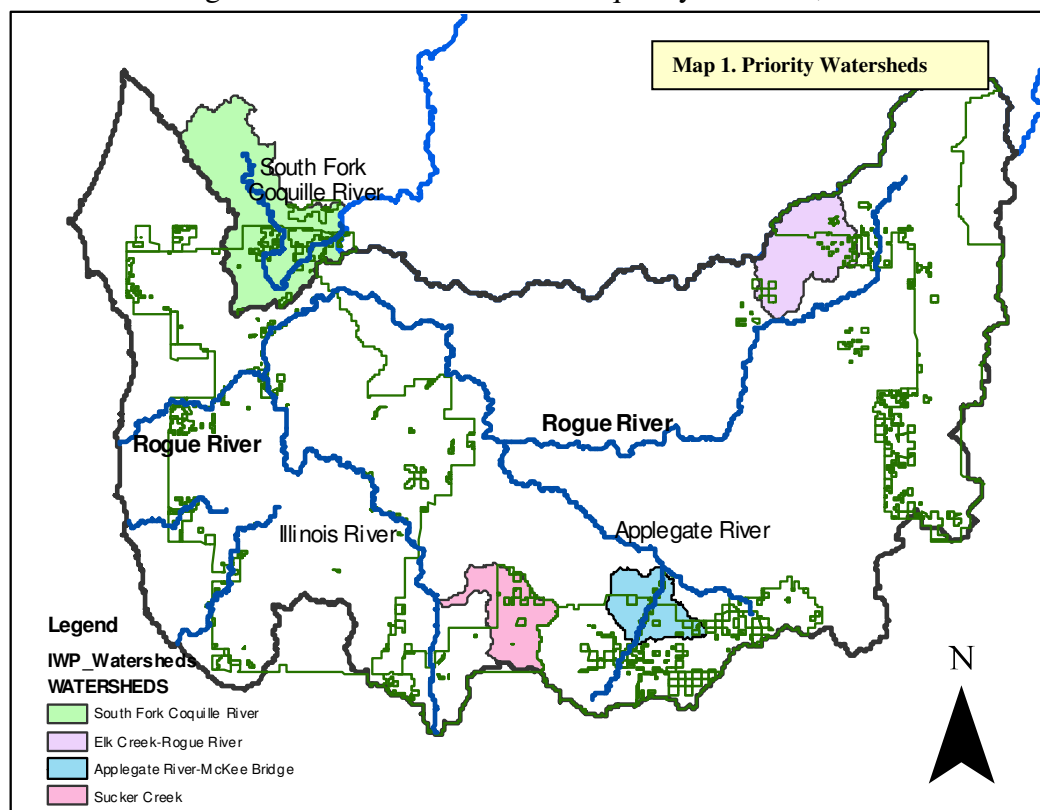 Map 1. Priority Watersheds
South Fork
Coquille River
Rogue River
Rogue River
Illinois River
Applegate River
Legend
IWP_Watersheds
WATERSHEDS
South Fork Coquille River
Elk Creek-Rogue River
Applegate River-McKee Bridge
Sucker Creek
N